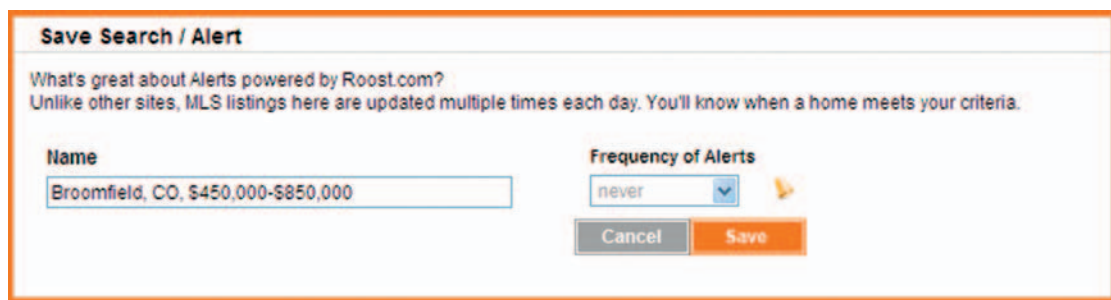 Save Search / Alert
What's great about Alerts powered by Roost.com?
Unlike other sites, MLS listings here are updated multiple times each day. You'll know when a home meets your criteria.
Name
Frequency of Alerts
Broomfield, CO, $450,000-$850,000
never
Cancel
Save